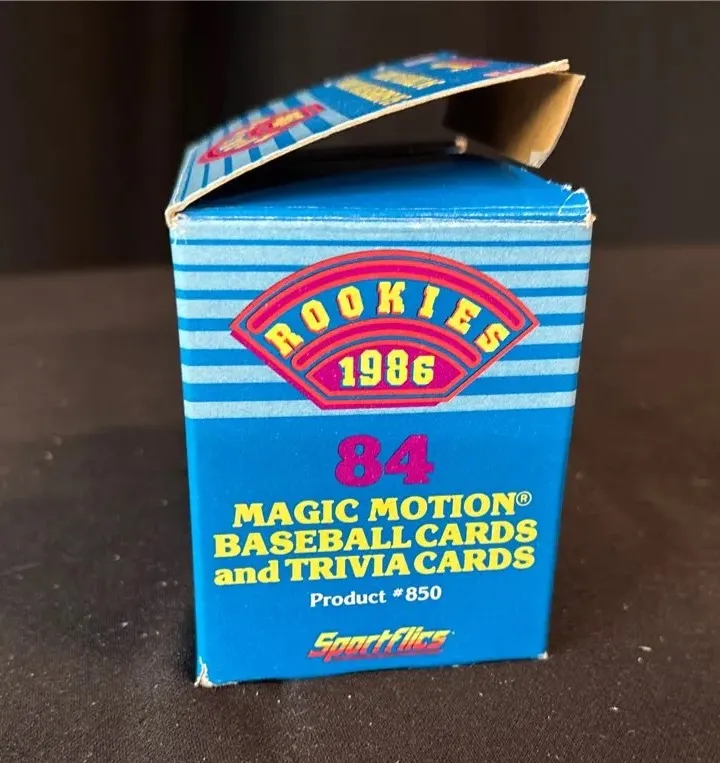 ROOKIES
1986
84
MAGIC MOTION®
BASEBALL CARDS
and TRIVIA CARDS
Product #850
Sportflics